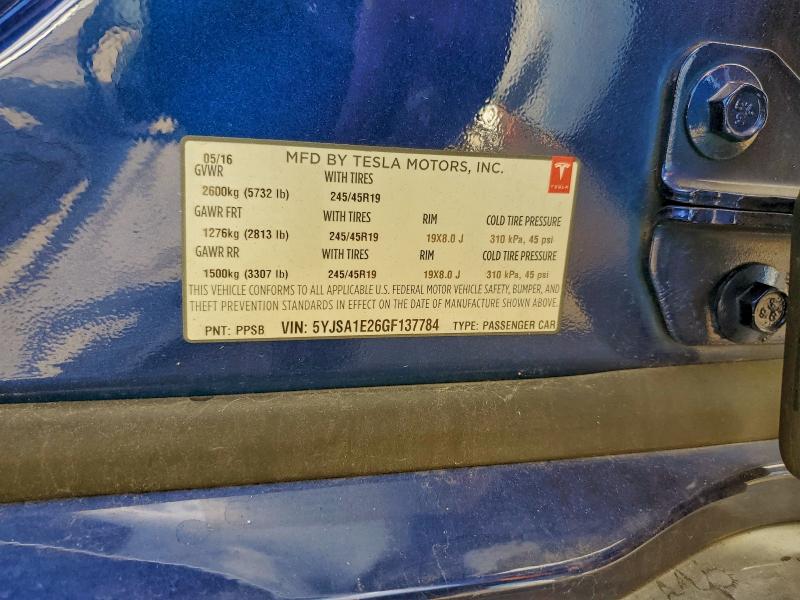 05/16 MFD BY TESLA MOTORS, INC.
GVWR WITH TIRES
2600kg (5732 lb) 245/45R19
TESLA
GAWR FRT WITH TIRES RIM COLD TIRE PRESSURE
1276kg (2813 lb) 245/45R19 19X8.0 J 310 kPa, 45 psi
GAWR RR WITH TIRES RIM COLD TIRE PRESSURE
1500kg (3307 lb) 245/45R19 19X8.0 J 310 kPa, 45 psi
THIS VEHICLE CONFORMS TO ALL APPLICABLE U.S. FEDERAL MOTOR VEHICLE SAFETY, BUMPER, AND
THEFT PREVENTION STANDARDS IN EFFECT ON THE DATE OF MANUFACTURE SHOWN ABOVE.
PNT: PPSB VIN: 5YJSA1E26GF137784 TYPE: PASSENGER CAR